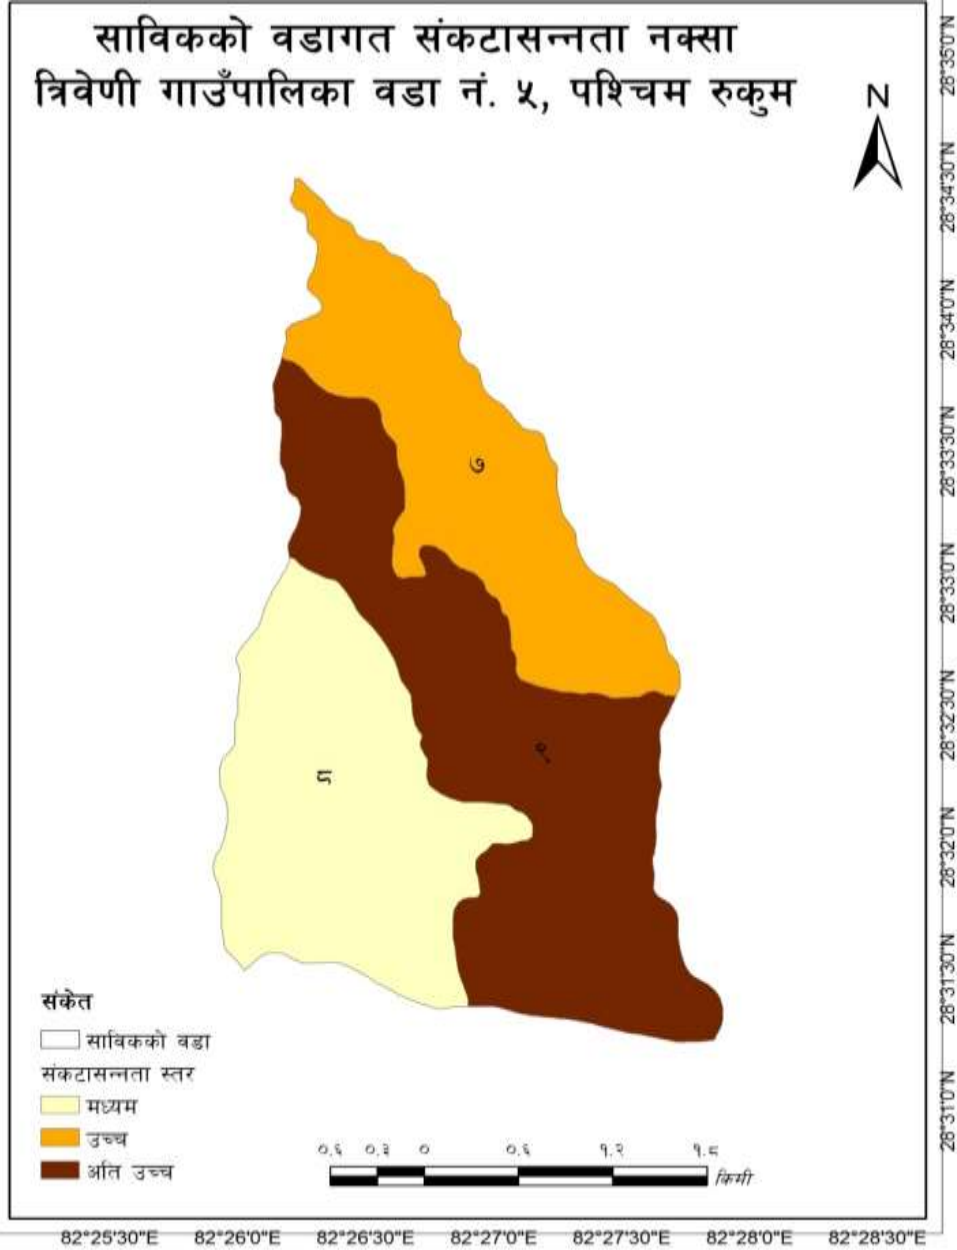 साविकको वडागत संकटासन्नता नक्सा
त्रिवेणी गाउँपालिका वडा नं. ५, पश्चिम रुकुम
N
७
९
८
संकेत
साविकको वडा
संकटासन्नता स्तर
मध्यम
उच्च
अति उच्च
०.६ ०.३ ० ०.६ १.२ १.८
किमी
28°35'0"N
28°34'30"N
28°34'0"N
28°33'30"N
28°33'0"N
28°32'30"N
28°32'0"N
28°31'30"N
28°31'0"N
82°25'30"E 82°26'0"E 82°26'30"E 82°27'0"E 82°27'30"E 82°28'0"E 82°28'30"E